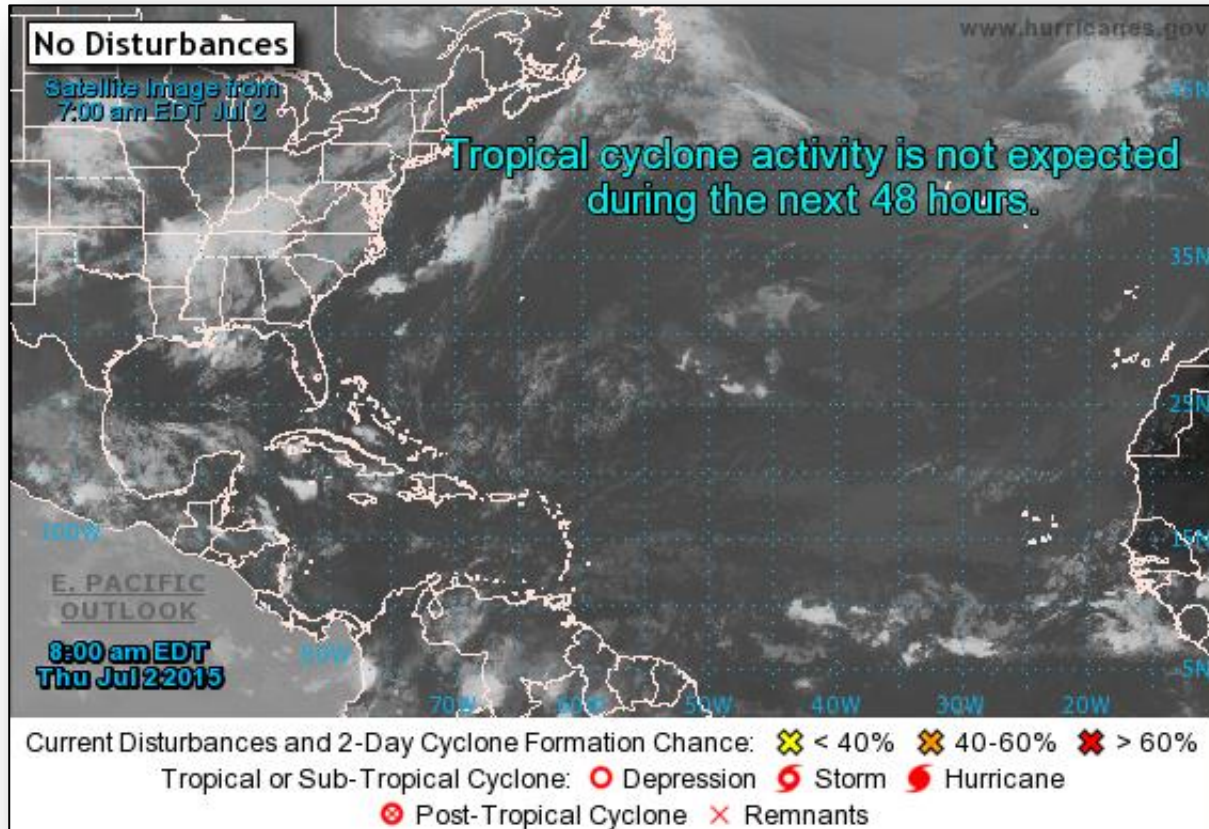 No Disturbances
www.hurricanes.gov
Satellite Image from
7:00 am EDT Jul 2
45N
Tropical cyclone activity is not expected
during the next 48 hours.
35N
25N
100W
15N
E. PACIFIC
OUTLOOK
8:00 am EDT
Thu Jul 2 2015
80W
5N
70W 60W 50W 40W 30W 20W
Current Disturbances and 2-Day Cyclone Formation Chance: < 40% 40-60% > 60%
Tropical or Sub-Tropical Cyclone: Depression Storm Hurricane
Post-Tropical Cyclone Remnants